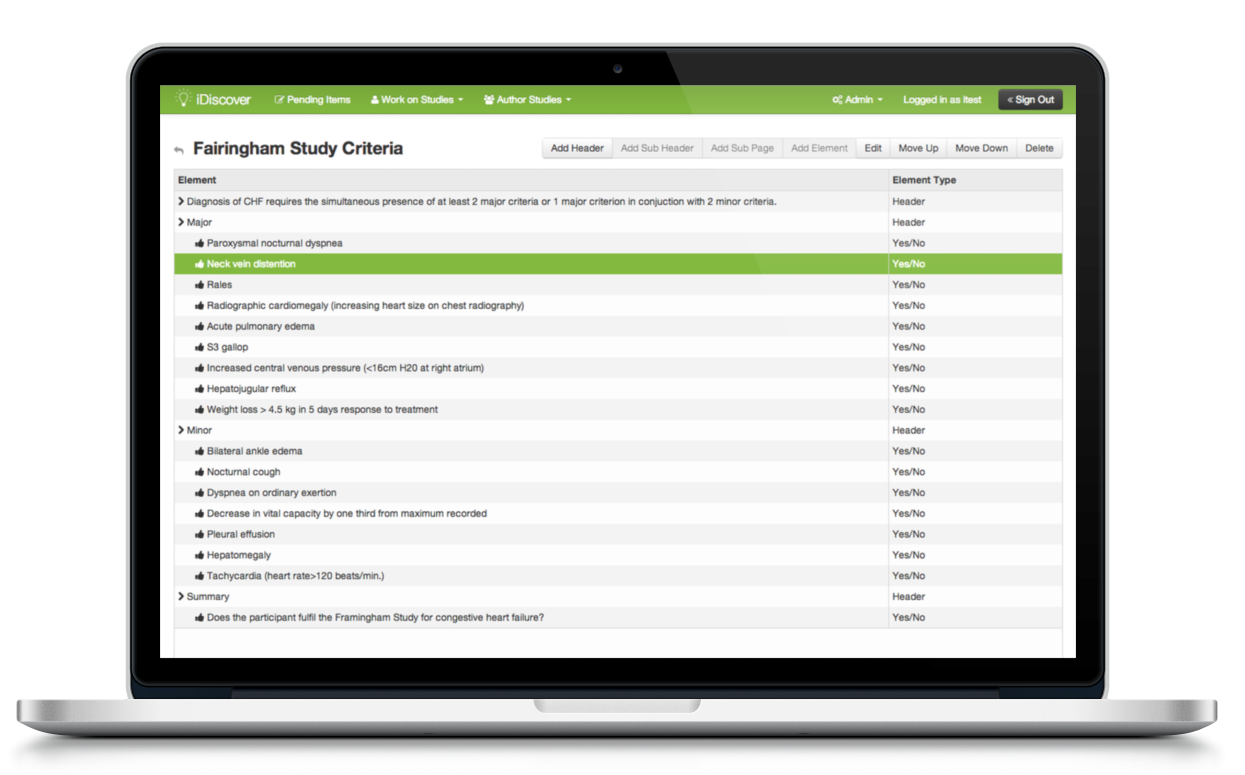 iDiscover Pending Items Work on Studies Author Studies Admin Logged in as ltest « Sign Out
Fairingham Study Criteria Add Header Add Sub Header Add Sub Page Add Element Edit Move Up Move Down Delete
Element Element Type
Diagnosis of CHF requires the simultaneous presence of at least 2 major criteria or 1 major criterion in conjuction with 2 minor criteria. Header
Major Header
Paroxysmal nocturnal dyspnea Yes/No
Neck vein distention Yes/No
Rales Yes/No
Radiographic cardiomegaly (increasing heart size on chest radiography) Yes/No
Acute pulmonary edema Yes/No
S3 gallop Yes/No
Increased central venous pressure (<16cm H20 at right atrium) Yes/No
Hepatojugular reflux Yes/No
Weight loss > 4.5 kg in 5 days response to treatment Yes/No
Minor Header
Bilateral ankle edema Yes/No
Nocturnal cough Yes/No
Dyspnea on ordinary exertion Yes/No
Decrease in vital capacity by one third from maximum recorded Yes/No
Pleural effusion Yes/No
Hepatomegaly Yes/No
Tachycardia (heart rate>120 beats/min.) Yes/No
Summary Header
Does the participant fulfil the Framingham Study for congestive heart failure? Yes/No